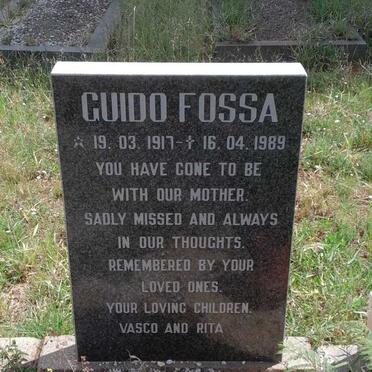 GUIDO FOSSA
☆ 19. 03. 1917 - † 16. 04. 1989
YOU HAVE GONE TO BE
WITH OUR MOTHER.
SADLY MISSED AND ALWAYS
IN OUR THOUGHTS.
REMEMBERED BY YOUR
LOVED ONES.
YOUR LOVING CHILDREN.
VASCO AND RITA